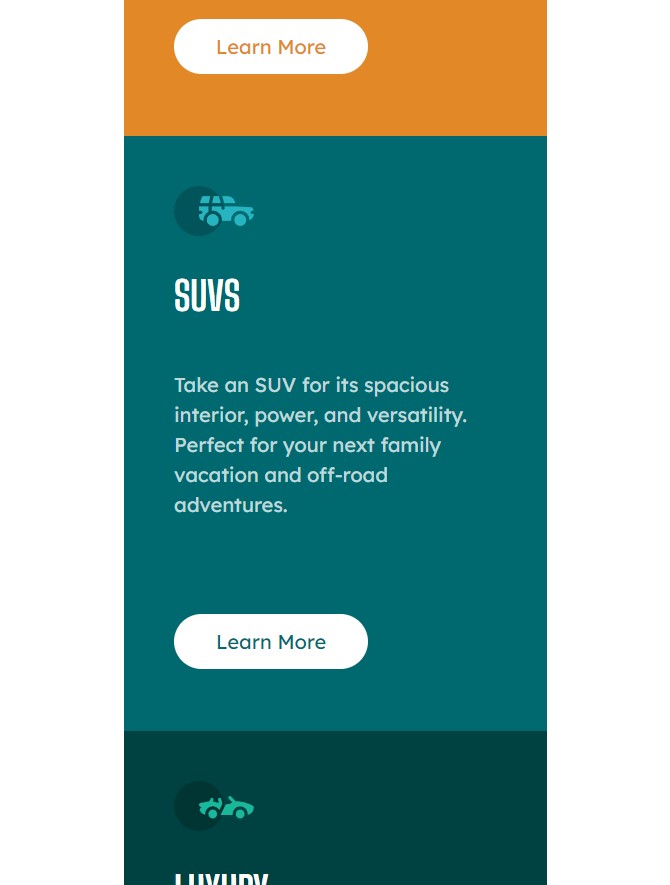 Learn More
SUVS
Take an SUV for its spacious
interior, power, and versatility.
Perfect for your next family
vacation and off-road
adventures.
Learn More
LUXURY